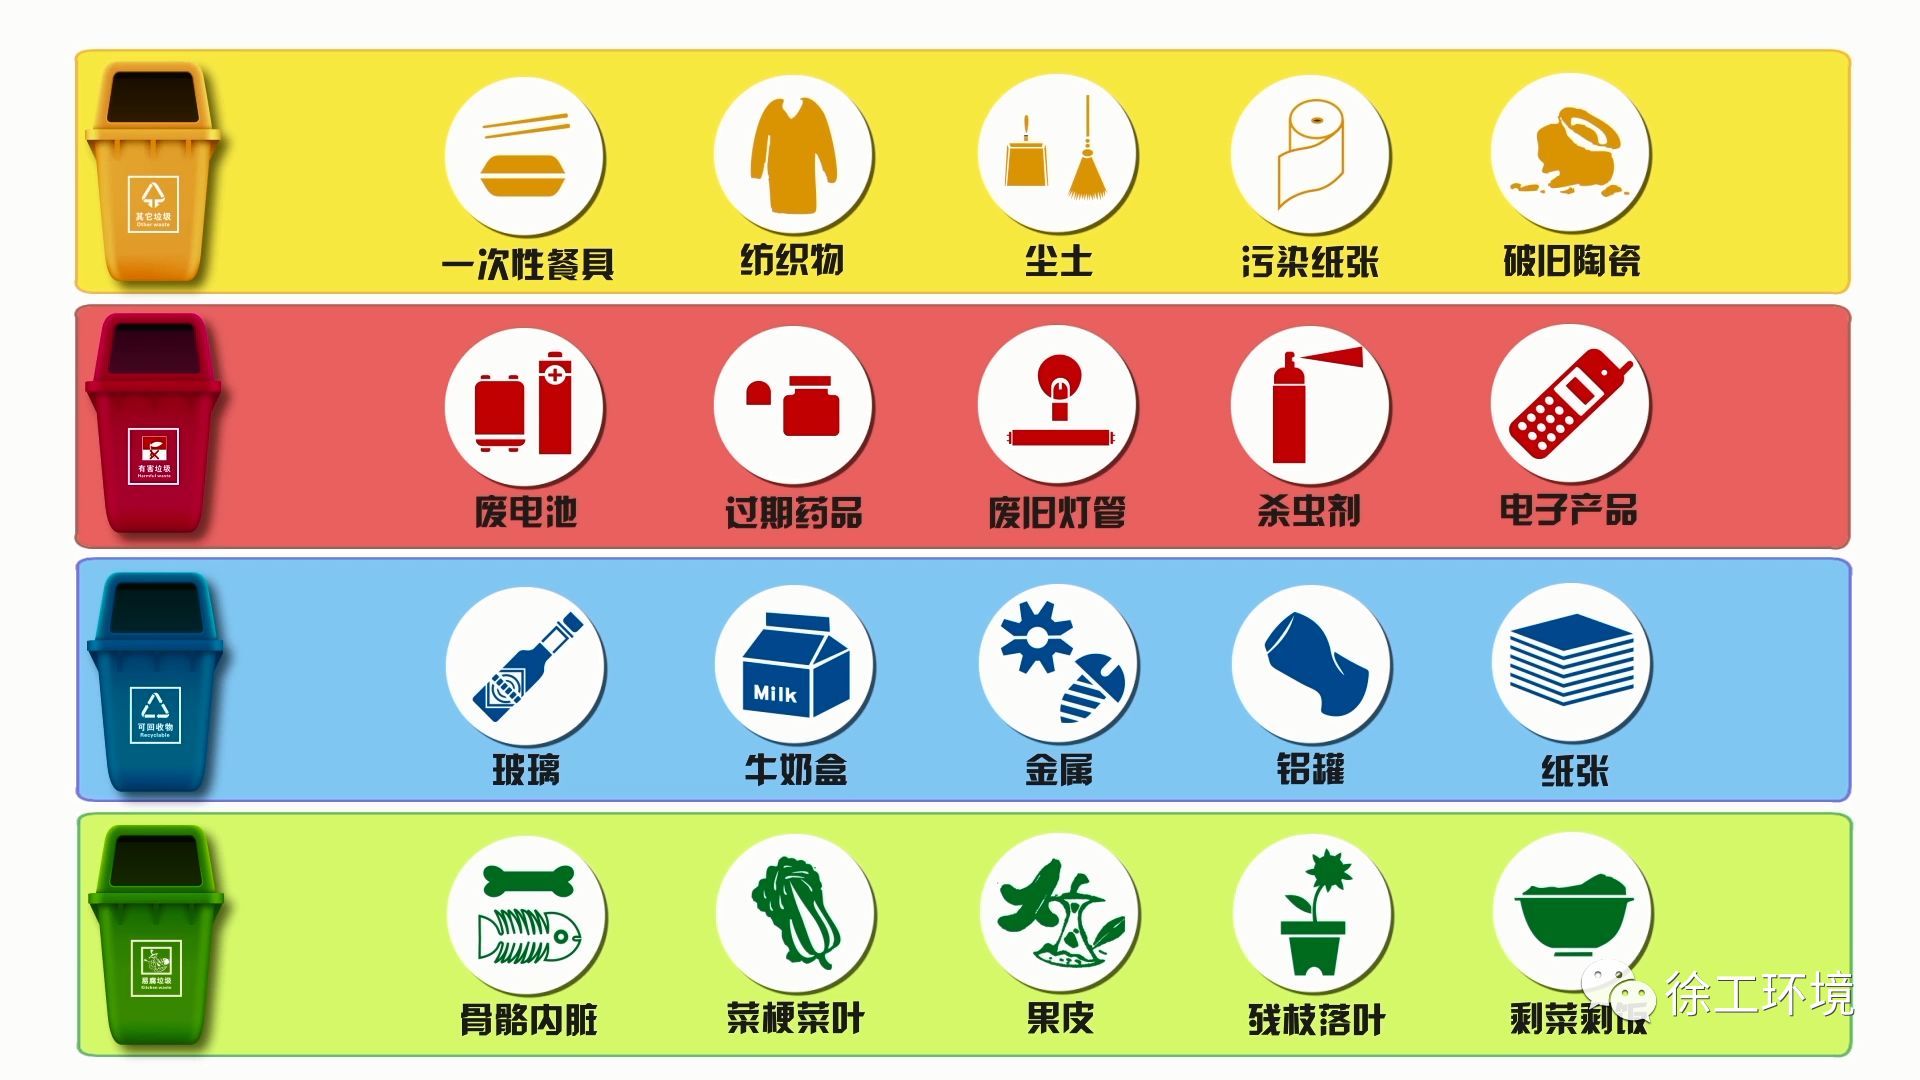 其它垃圾
Other waste
一次性餐具
纺织物
尘土
污染纸张
破旧陶瓷
有害垃圾
Harmful waste
废电池
过期药品
废旧灯管
杀虫剂
电子产品
可回收物
Recyclable
Milk
玻璃
牛奶盒
金属
铝罐
纸张
易腐垃圾
Kitchen waste
骨骼内脏
菜梗菜叶
果皮
残枝落叶
剩菜剩饭
徐工环境